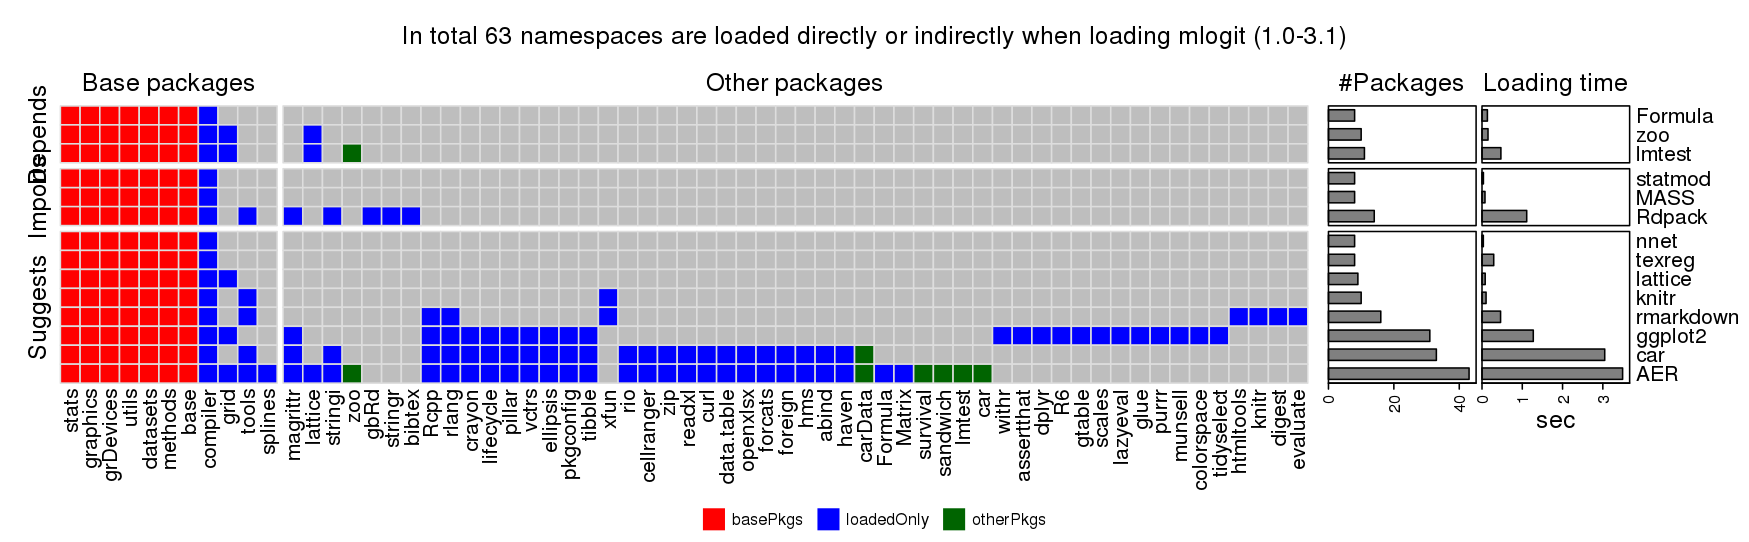 In total 63 namespaces are loaded directly or indirectly when loading mlogit (1.0-3.1)
Base packages
Other packages
#Packages
Loading time
Depends
Imports
Suggests
Formula
zoo
lmtest
statmod
MASS
Rdpack
nnet
texreg
lattice
knitr
rmarkdown
ggplot2
car
AER
stats
graphics
grDevices
utils
datasets
methods
base
compiler
grid
tools
splines
magrittr
lattice
stringi
zoo
gbRd
stringr
bibtex
Rcpp
rlang
crayon
lifecycle
pillar
vctrs
ellipsis
pkgconfig
tibble
xfun
rio
cellranger
zip
readxl
curl
data.table
openxlsx
forcats
foreign
hms
abind
haven
carData
Formula
Matrix
survival
sandwich
lmtest
car
withr
assertthat
dplyr
R6
gtable
scales
lazyeval
glue
purrr
munsell
colorspace
tidyselect
htmltools
knitr
digest
evaluate
0 20 40
0 1 2 3
sec
basePkgs loadedOnly otherPkgs